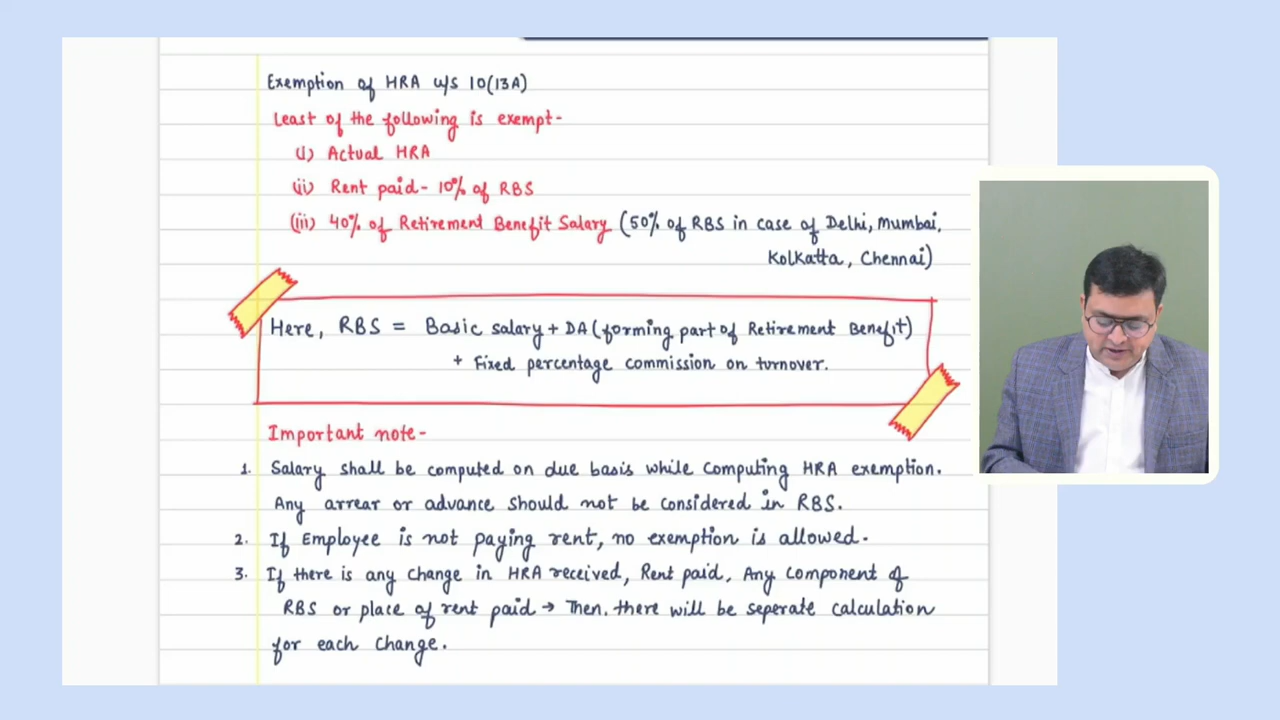 Exemption of HRA u/s 10(13A)
Least of the following is exempt-
(i) Actual HRA
(ii) Rent paid - 10% of RBS
(iii) 40% of Retirement Benefit Salary (50% of RBS in case of Delhi, Mumbai,
Kolkatta, Chennai)
Here, RBS = Basic salary + DA (forming part of Retirement Benefit)
+ Fixed percentage commission on turnover.
Important note -
1. Salary shall be computed on due basis while computing HRA exemption.
Any arrear or advance should not be considered in RBS.
2. If Employee is not paying rent, no exemption is allowed.
3. If there is any change in HRA received, Rent paid, Any component of
RBS or place of rent paid → Then, there will be seperate calculation
for each change.